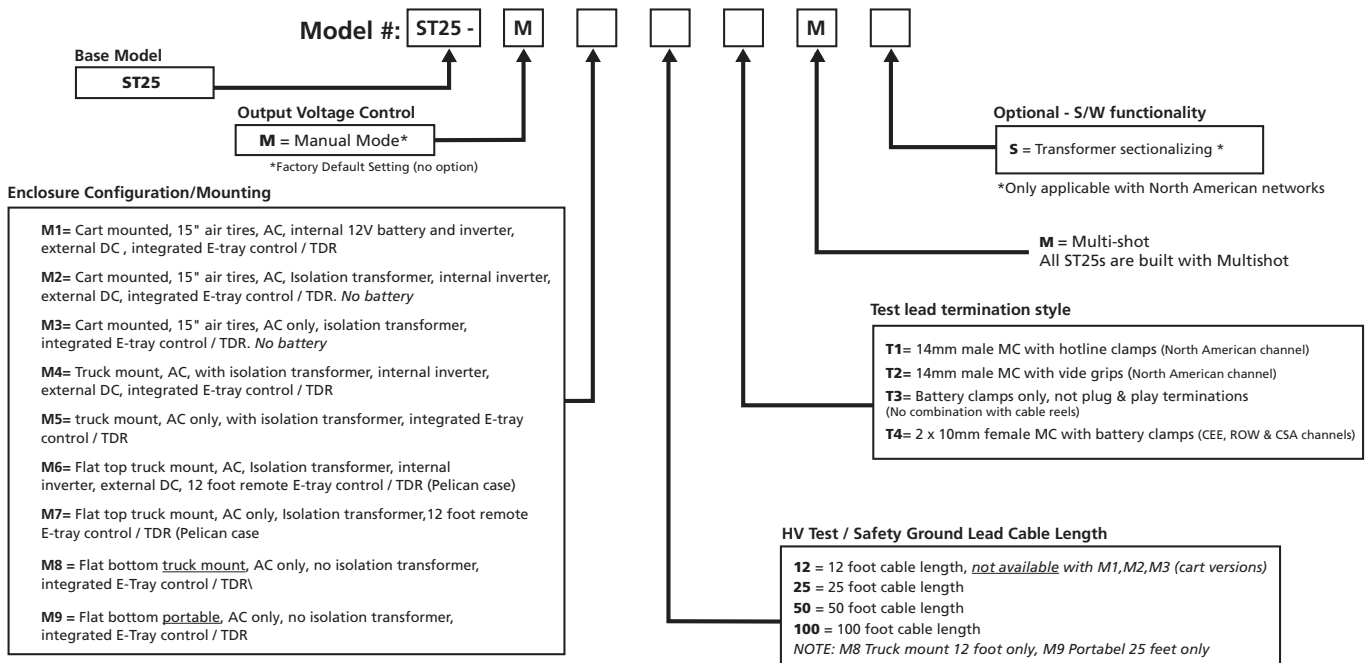 Model #: ST25 - M M
Base Model
ST25
Output Voltage Control
M = Manual Mode*
*Factory Default Setting (no option)
Optional - S/W functionality
S = Transformer sectionalizing *
*Only applicable with North American networks
Enclosure Configuration/Mounting
M1= Cart mounted, 15" air tires, AC, internal 12V battery and inverter,
external DC , integrated E-tray control / TDR
M2= Cart mounted, 15" air tires, AC, Isolation transformer, internal inverter,
external DC, integrated E-tray control / TDR. No battery
M3= Cart mounted, 15" air tires, AC only, isolation transformer,
integrated E-tray control / TDR. No battery
M4= Truck mount, AC, with isolation transformer, internal inverter,
external DC, integrated E-tray control / TDR
M5= truck mount, AC only, with isolation transformer, integrated E-tray
control / TDR
M6= Flat top truck mount, AC, Isolation transformer, internal
inverter, external DC, 12 foot remote E-tray control / TDR (Pelican case)
M7= Flat top truck mount, AC only, Isolation transformer,12 foot remote
E-tray control / TDR (Pelican case
M8 = Flat bottom truck mount, AC only, no isolation transformer,
integrated E-Tray control / TDR\
M9 = Flat bottom portable, AC only, no isolation transformer,
integrated E-Tray control / TDR
M = Multi-shot
All ST25s are built with Multishot
Test lead termination style
T1= 14mm male MC with hotline clamps (North American channel)
T2= 14mm male MC with vide grips (North American channel)
T3= Battery clamps only, not plug & play terminations
(No combination with cable reels)
T4= 2 x 10mm female MC with battery clamps (CEE, ROW & CSA channels)
HV Test / Safety Ground Lead Cable Length
12 = 12 foot cable length, not available with M1,M2,M3 (cart versions)
25 = 25 foot cable length
50 = 50 foot cable length
100 = 100 foot cable length
NOTE: M8 Truck mount 12 foot only, M9 Portabel 25 feet only